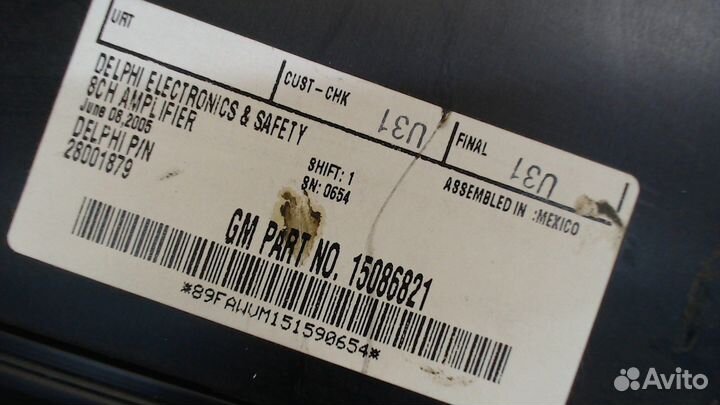 URT
CUST-CHK
U31
FINAL
U31
DELPHI ELECTRONICS & SAFETY
8CH AMPLIFIER
June 08,2005
DELPHI P/N
28001879
SHIFT: 1
SN: 0654
ASSEMBLED IN :MEXICO
GM PART NO. 15086821
*89FAWVM151590654*
Avito